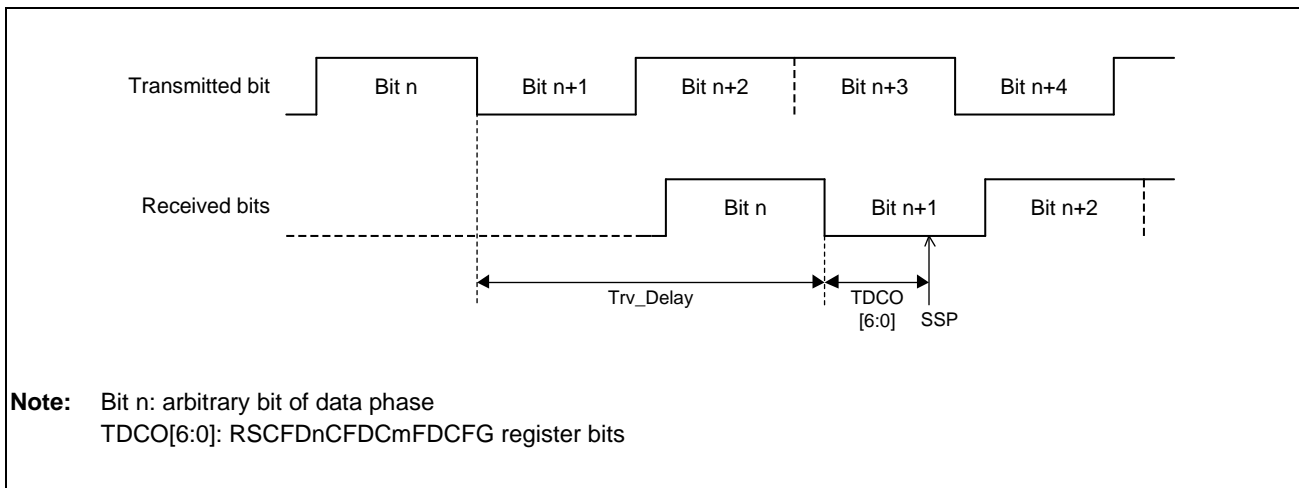 Transmitted bit Bit n Bit n+1 Bit n+2 Bit n+3 Bit n+4
Received bits Bit n Bit n+1 Bit n+2
Trv_Delay TDCO
[6:0] SSP
Note: Bit n: arbitrary bit of data phase
TDCO[6:0]: RSCFDnCFDCmFDCFG register bits